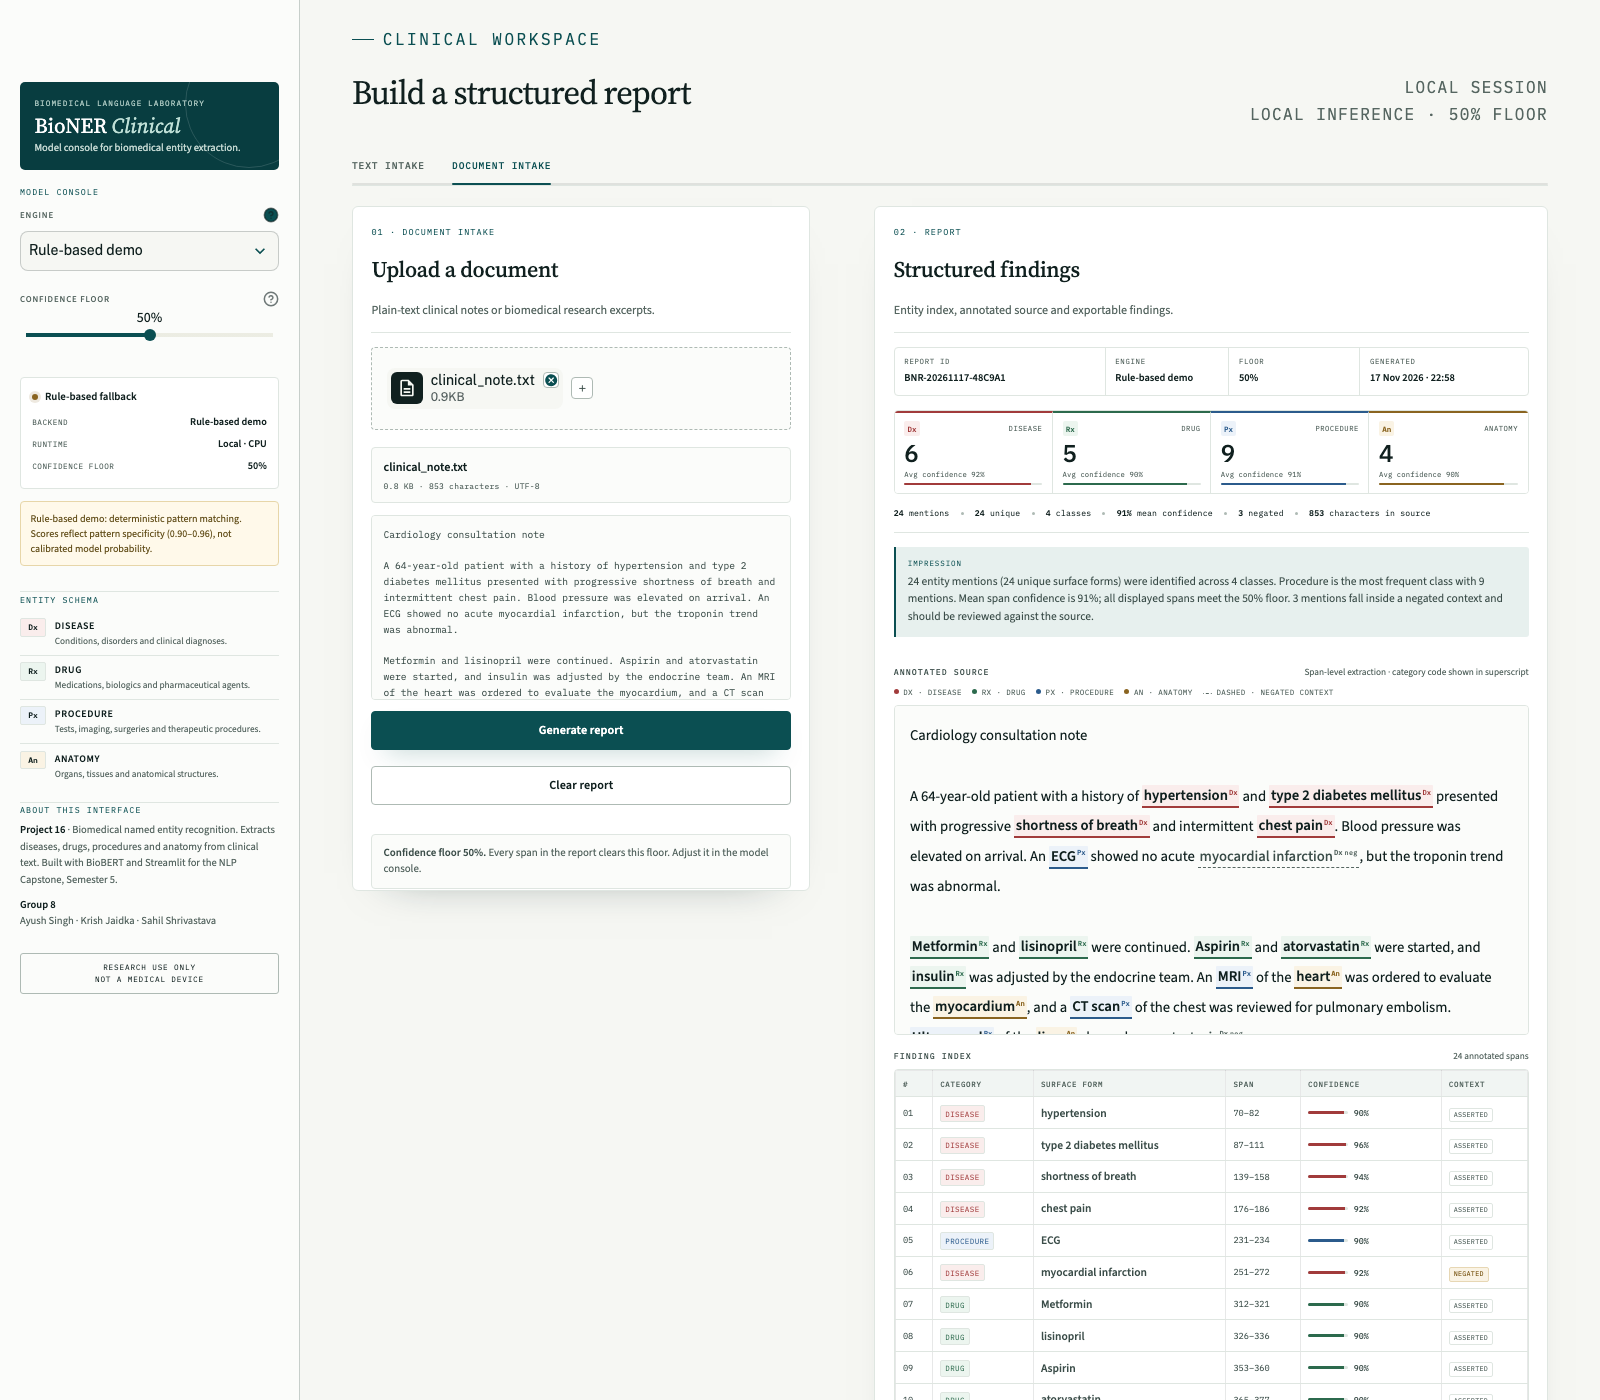 BIOMEDICAL LANGUAGE LABORATORY
BioNER Clinical
Model console for biomedical entity extraction.
MODEL CONSOLE
ENGINE
Rule-based demo
CONFIDENCE FLOOR
50%
Rule-based fallback
BACKEND Rule-based demo
RUNTIME Local · CPU
CONFIDENCE FLOOR 50%
Rule-based demo: deterministic pattern matching.
Scores reflect pattern specificity (0.90–0.96), not
calibrated model probability.
ENTITY SCHEMA
Dx DISEASE
Conditions, disorders and clinical diagnoses.
Rx DRUG
Medications, biologics and pharmaceutical agents.
Px PROCEDURE
Tests, imaging, surgeries and therapeutic procedures.
An ANATOMY
Organs, tissues and anatomical structures.
ABOUT THIS INTERFACE
Project 16 · Biomedical named entity recognition. Extracts
diseases, drugs, procedures and anatomy from clinical
text. Built with BioBERT and Streamlit for the NLP
Capstone, Semester 5.
Group 8
Ayush Singh · Krish Jaidka · Sahil Shrivastava
RESEARCH USE ONLY
NOT A MEDICAL DEVICE
CLINICAL WORKSPACE
Build a structured report
LOCAL SESSION
LOCAL INFERENCE · 50% FLOOR
TEXT INTAKE DOCUMENT INTAKE
01 · DOCUMENT INTAKE
Upload a document
Plain-text clinical notes or biomedical research excerpts.
clinical_note.txt
0.9KB
clinical_note.txt
0.8 KB · 853 characters · UTF-8
Cardiology consultation note
A 64-year-old patient with a history of hypertension and type 2
diabetes mellitus presented with progressive shortness of breath and
intermittent chest pain. Blood pressure was elevated on arrival. An
ECG showed no acute myocardial infarction, but the troponin trend
was abnormal.
Metformin and lisinopril were continued. Aspirin and atorvastatin
were started, and insulin was adjusted by the endocrine team. An MRI
of the heart was ordered to evaluate the myocardium, and a CT scan
Generate report
Clear report
Confidence floor 50%. Every span in the report clears this floor. Adjust it in the model
console.
02 · REPORT
Structured findings
Entity index, annotated source and exportable findings.
REPORT ID ENGINE FLOOR GENERATED
BNR-20261117-48C9A1 Rule-based demo 50% 17 Nov 2026 · 22:58
Dx DISEASE Rx DRUG Px PROCEDURE An ANATOMY
6 5 9 4
Avg confidence 92% Avg confidence 90% Avg confidence 91% Avg confidence 90%
24 mentions • 24 unique • 4 classes • 91% mean confidence • 3 negated • 853 characters in source
IMPRESSION
24 entity mentions (24 unique surface forms) were identified across 4 classes. Procedure is the most frequent class with 9
mentions. Mean span confidence is 91%; all displayed spans meet the 50% floor. 3 mentions fall inside a negated context and
should be reviewed against the source.
ANNOTATED SOURCE Span-level extraction · category code shown in superscript
DX · DISEASE RX · DRUG PX · PROCEDURE AN · ANATOMY DASHED · NEGATED CONTEXT
Cardiology consultation note
A 64-year-old patient with a history of hypertension Dx and type 2 diabetes mellitus Dx presented
with progressive shortness of breath Dx and intermittent chest pain Dx. Blood pressure was
elevated on arrival. An ECG Px showed no acute myocardial infarction Dx neg, but the troponin trend
was abnormal.
Metformin Rx and lisinopril Rx were continued. Aspirin Rx and atorvastatin Rx were started, and
insulin Rx was adjusted by the endocrine team. An MRI Px of the heart An was ordered to evaluate
the myocardium An, and a CT scan Px of the chest was reviewed for pulmonary embolism.
FINDING INDEX 24 annotated spans
# CATEGORY SURFACE FORM SPAN CONFIDENCE CONTEXT
01 DISEASE hypertension 70–82 90% ASSERTED
02 DISEASE type 2 diabetes mellitus 87–111 96% ASSERTED
03 DISEASE shortness of breath 139–158 94% ASSERTED
04 DISEASE chest pain 176–186 92% ASSERTED
05 PROCEDURE ECG 231–234 90% ASSERTED
06 DISEASE myocardial infarction 251–272 92% NEGATED
07 DRUG Metformin 312–321 90% ASSERTED
08 DRUG lisinopril 326–336 90% ASSERTED
09 DRUG Aspirin 353–360 90% ASSERTED